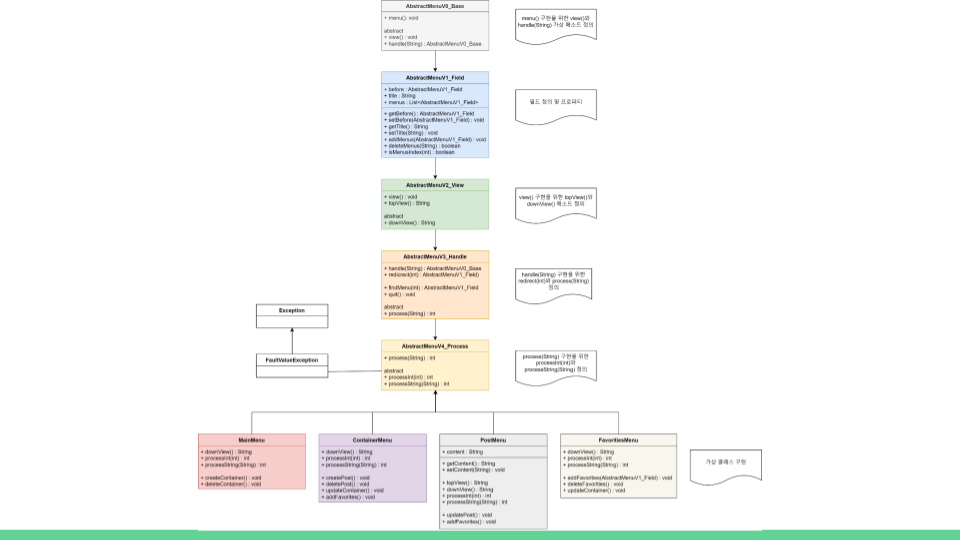 AbstractMenuV0_Base
+ menu(): void
abstract
+ view() : void
+ handle(String) : AbstractMenuV0_Base
menu() 구현을 위한 view()와
handle(String) 가상 메소드 정의
AbstractMenuV1_Field
+ before : AbstractMenuV1_Field
+ title : String
+ menus : List<AbstractMenuV1_Field>
+ getBefore() : AbstractMenuV1_Field
+ setBefore(AbstractMenuV1_Field) : void
+ getTitle() : String
+ setTitle(String) : void
+ addMenus(AbstractMenuV1_Field) : void
+ deleteMenus(String) : boolean
+ isMenusIndex(int) : boolean
필드 정의 및 프로퍼티
AbstractMenuV2_View
+ view() : void
+ topView() : String
abstract
+ downView() : String
view() 구현을 위한 topView()와
downView() 메소드 정의
AbstractMenuV3_Handle
+ handle(String) : AbstractMenuV0_Base
+ redicrect(int) : AbstractMenuV1_Field)
+ findMenu(int) : AbstractMenuV1_Field
+ quit() : void
abstract
+ process(String) : int
handle(String) 구현을 위한
redirect(int)와 process(String)
정의
Exception
FaultValueException
AbstractMenuV4_Process
+ process(String) : int
abstract
+ processInt(int) : int
+ processString(String) : int
process(String) 구현을 위한
processInt(int)와
processString(String) 정의
MainMenu
+ downView() : String
+ processInt(int) : int
+ processString(String) : int
+ createContainer() : void
+ deleteContainer() : void
ContainerMenu
+ downView() : String
+ processInt(int) : int
+ processString(String) : int
+ createPost() : void
+ deletePost() : void
+ updateContainer() : void
+ addFavorites() : void
PostMenu
+ content : String
+ getContent() : String
+ setContent(String) : void
+ topView() : String
+ downView() : String
+ processInt(int) : int
+ processString(String) : int
+ updatePost() : void
+ addFavorites() : void
FavoritiesMenu
+ downView() : String
+ processInt(int) : int
+ processString(String) : int
+ addFavorities(AbstractMenuV1_Field) : void
+ deleteFavorities() : void
+ updateContainer() : void
가상 클래스 구현